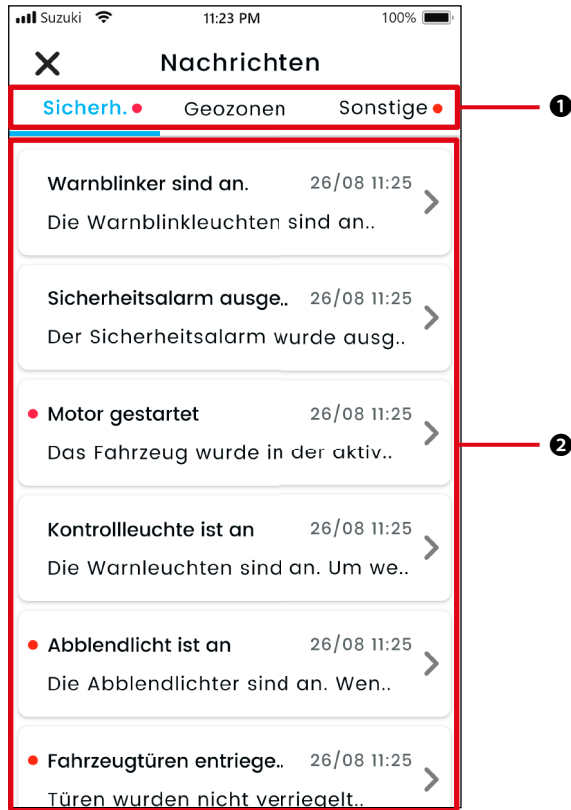 Suzuki 11:23 PM 100%
Nachrichten
Sicherh. Geozonen Sonstige
❶
Warnblinker sind an. 26/08 11:25
Die Warnblinkleuchten sind an..
Sicherheitsalarm ausge.. 26/08 11:25
Der Sicherheitsalarm wurde ausg..
Motor gestartet 26/08 11:25
Das Fahrzeug wurde in der aktiv..
❷
Kontrollleuchte ist an 26/08 11:25
Die Warnleuchten sind an. Um we..
Abblendlicht ist an 26/08 11:25
Die Abblendlichter sind an. Wen..
Fahrzeugtüren entriege.. 26/08 11:25
Türen wurden nicht verriegelt..